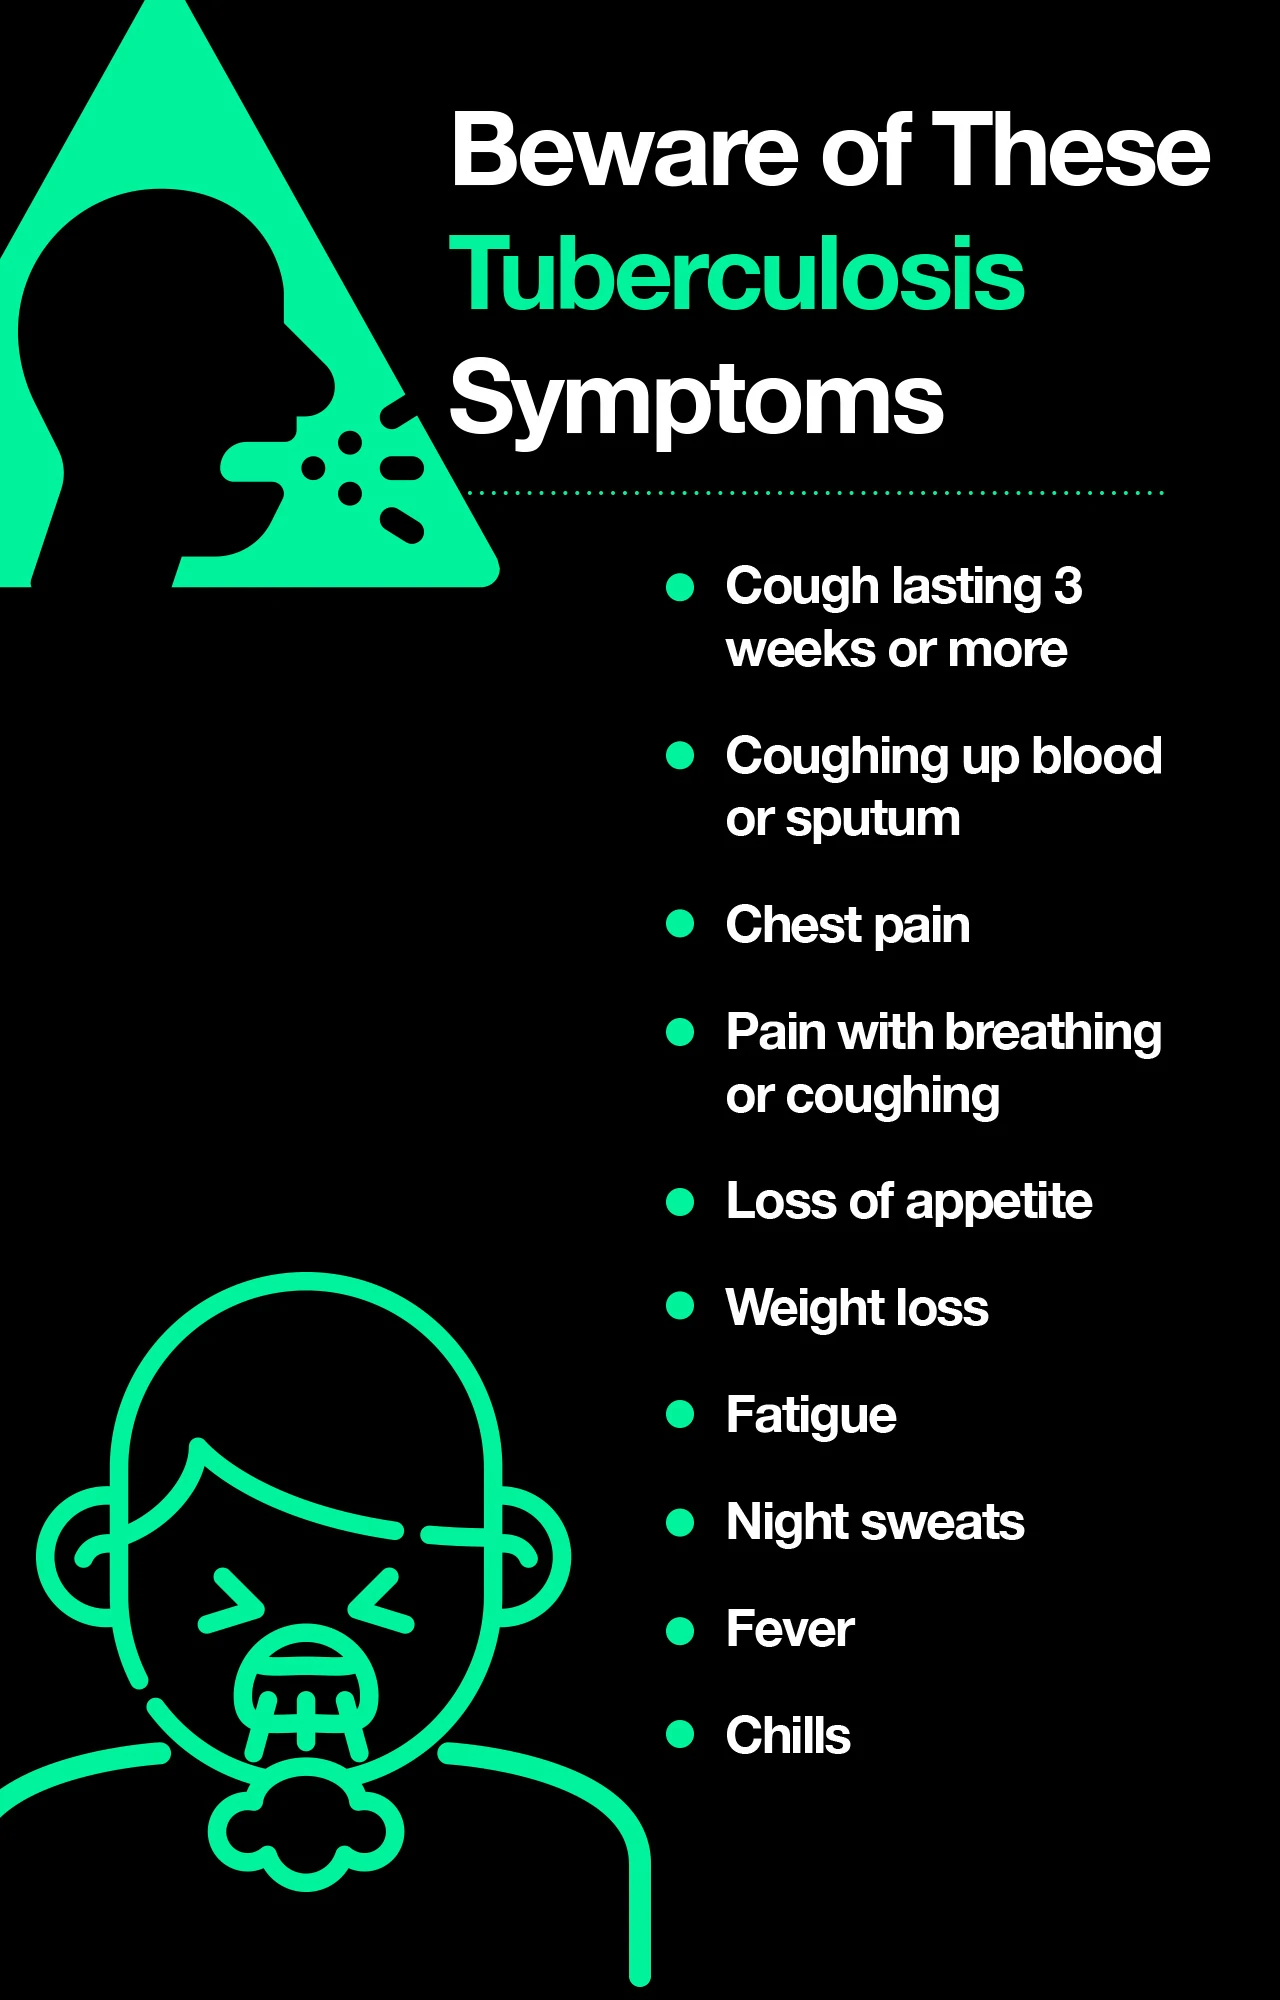 Beware of These
Tuberculosis
Symptoms
Cough lasting 3
weeks or more
Coughing up blood
or sputum
Chest pain
Pain with breathing
or coughing
Loss of appetite
Weight loss
Fatigue
Night sweats
Fever
Chills